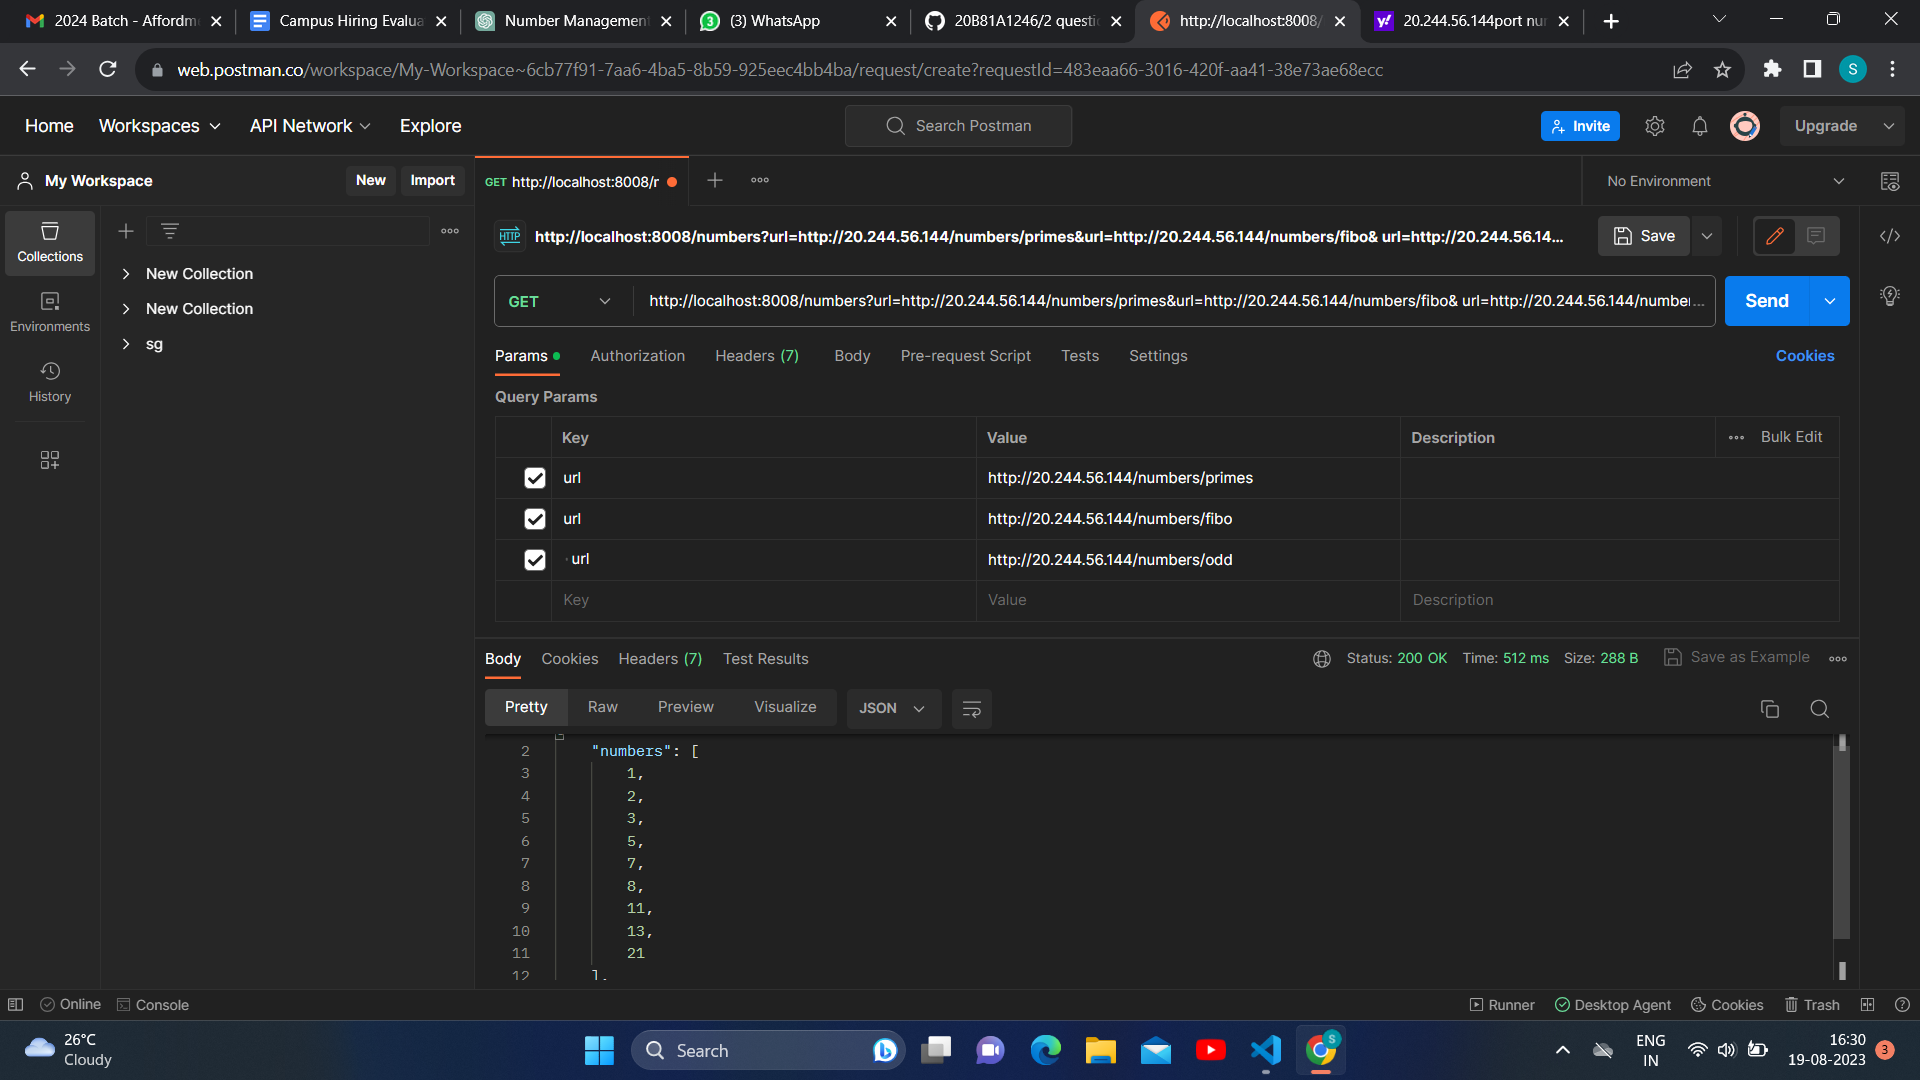 2024 Batch - Affordm
Campus Hiring Evalua
Number Management
(3) WhatsApp
20B81A1246/2 questio
http://localhost:8008/
20.244.56.144port nu
web.postman.co/workspace/My-Workspace~6cb77f91-7aa6-4ba5-8b59-925eec4bb4ba/request/create?requestId=483eaa66-3016-420f-aa41-38e73ae68ecc
S
Home
Workspaces
API Network
Explore
Search Postman
Invite
Upgrade
My Workspace
New
Import
GET http://localhost:8008/r
No Environment
Collections
Environments
History
New Collection
New Collection
sg
HTTP
http://localhost:8008/numbers?url=http://20.244.56.144/numbers/primes&url=http://20.244.56.144/numbers/fibo& url=http://20.244.56.14...
Save
GET
http://localhost:8008/numbers?url=http://20.244.56.144/numbers/primes&url=http://20.244.56.144/numbers/fibo& url=http://20.244.56.144/number...
Send
Params
Authorization
Headers (7)
Body
Pre-request Script
Tests
Settings
Cookies
Query Params
Key Value Description
Bulk Edit
url http://20.244.56.144/numbers/primes
url http://20.244.56.144/numbers/fibo
url http://20.244.56.144/numbers/odd
Key Value Description
Body
Cookies
Headers (7)
Test Results
Status: 200 OK
Time: 512 ms
Size: 288 B
Save as Example
Pretty
Raw
Preview
Visualize
JSON
2 "numbers": [
3 1,
4 2,
5 3,
6 5,
7 7,
8 8,
9 11,
10 13,
11 21
12 ],
Online
Console
Runner
Desktop Agent
Cookies
Trash
26°C
Cloudy
Search
S
ENG
IN
16:30
19-08-2023
3